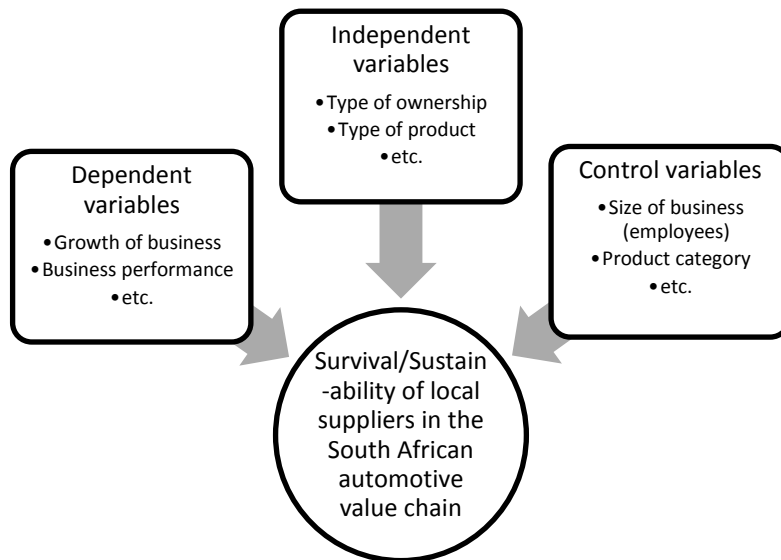 Independent
variables
•Type of ownership
•Type of product
•etc.
Dependent
variables
•Growth of business
•Business performance
•etc.
Control variables
•Size of business
(employees)
•Product category
•etc.
Survival/Sustain
-ability of local
suppliers in the
South African
automotive
value chain